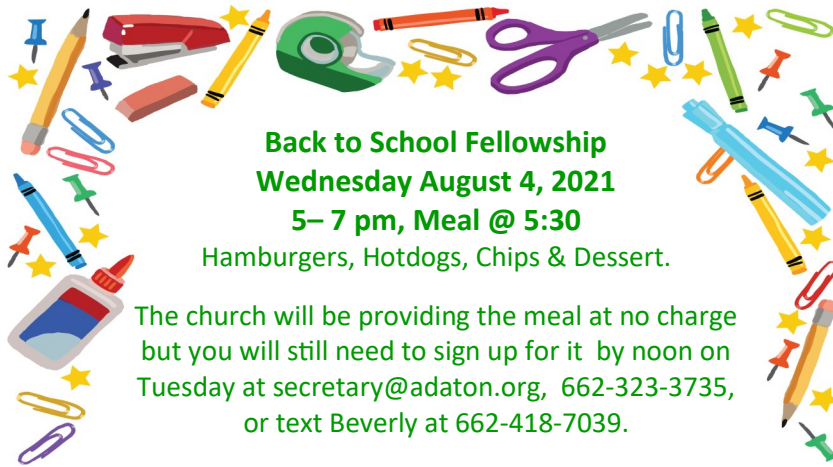 Back to School Fellowship
Wednesday August 4, 2021
5– 7 pm, Meal @ 5:30
Hamburgers, Hotdogs, Chips & Dessert.
The church will be providing the meal at no charge
but you will still need to sign up for it  by noon on
Tuesday at secretary@adaton.org,  662-323-3735,
or text Beverly at 662-418-7039.